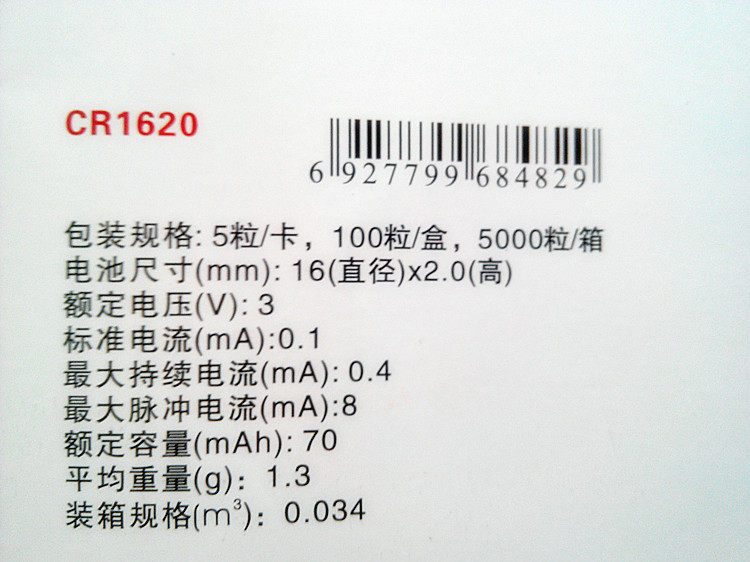 CR1620
6 927799 684829
包装规格: 5粒/卡，100粒/盒，5000粒/箱
电池尺寸(mm): 16(直径)x2.0(高)
额定电压(V): 3
标准电流(mA):0.1
最大持续电流(mA): 0.4
最大脉冲电流(mA):8
额定容量(mAh): 70
平均重量(g)：1.3
装箱规格(m³)：0.034